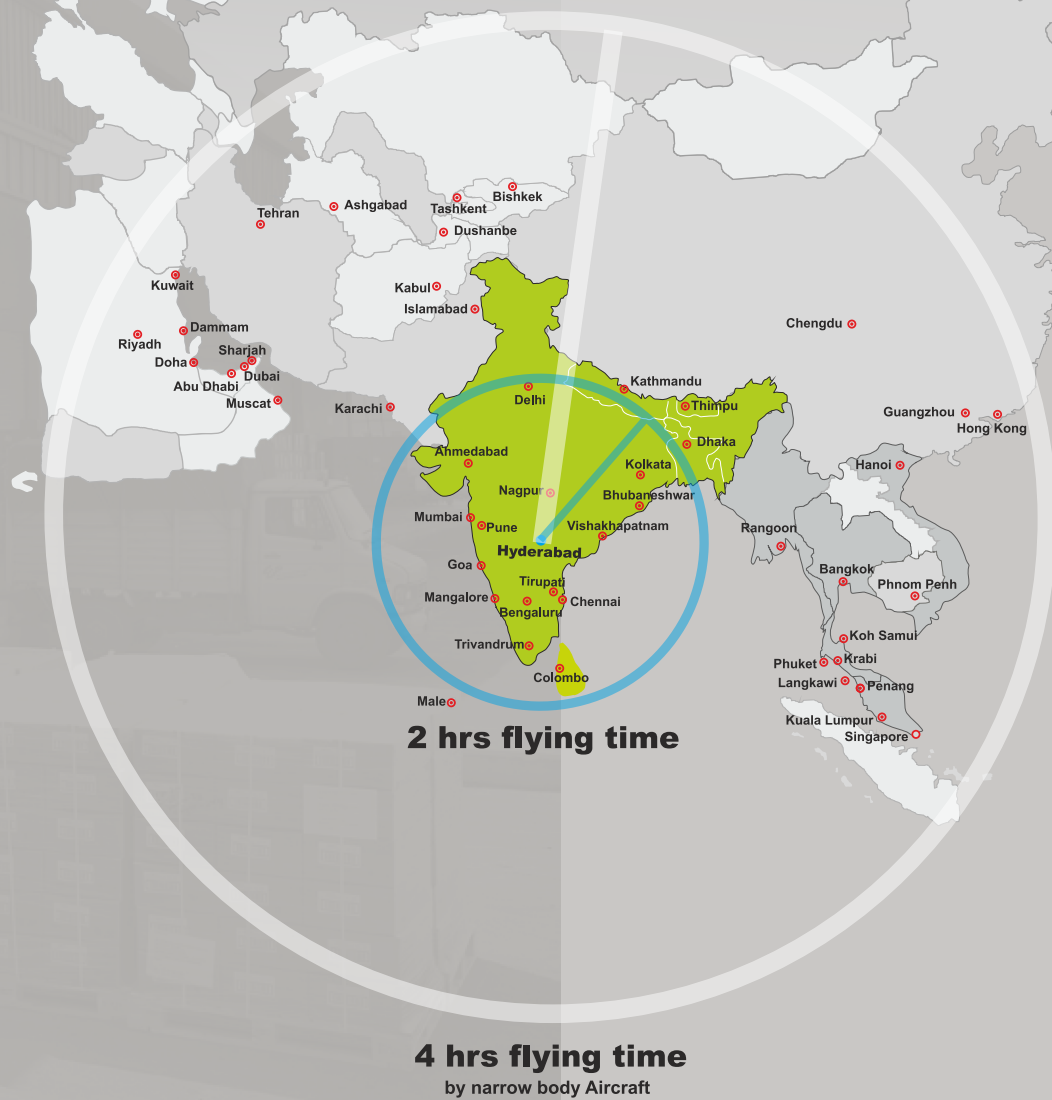 Bishkek
Tashkent
Ashgabad
Tehran
Dushanbe
Kuwait
Kabul
Islamabad
Dammam
Riyadh
Chengdu
Sharjah
Doha
Dubai
Abu Dhabi
Muscat
Karachi
Delhi
Kathmandu
Thimpu
Guangzhou
Hong Kong
Dhaka
Ahmedabad
Kolkata
Hanoi
Nagpur
Bhubaneshwar
Mumbai
Pune
Vishakhapatnam
Rangoon
Hyderabad
Goa
Bangkok
Tirupati
Phnom Penh
Mangalore
Bengaluru
Chennai
Koh Samui
Trivandrum
Krabi
Phuket
Colombo
Langkawi
Penang
Male
Kuala Lumpur
Singapore
2 hrs flying time
4 hrs flying time
by narrow body Aircraft